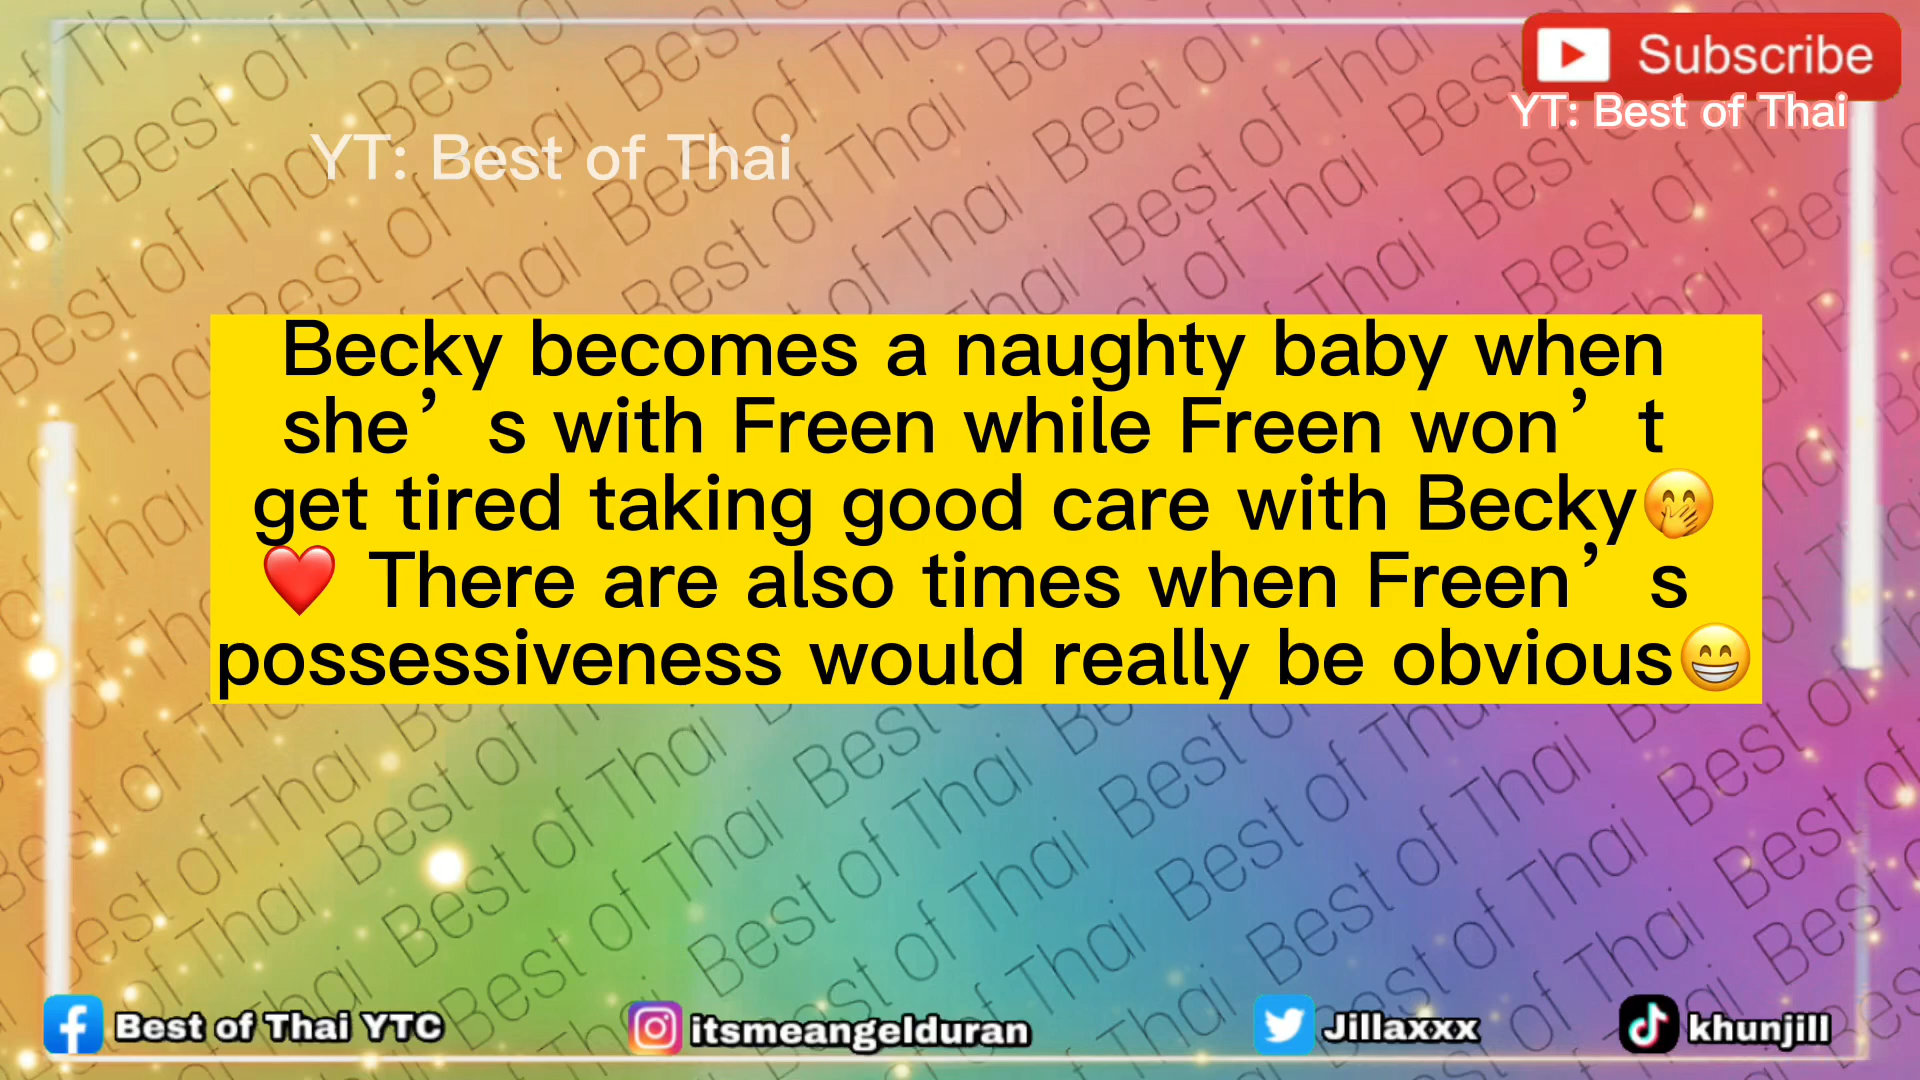 Subscribe
YT: Best of Thai
YT: Best of Thai
Becky becomes a naughty baby when
she’s with Freen while Freen won’t
get tired taking good care with Becky🤭
❤️ There are also times when Freen’s
possessiveness would really be obvious😁
Best of Thai YTC
itsmeangelduran
Jillaxxx
khunjill